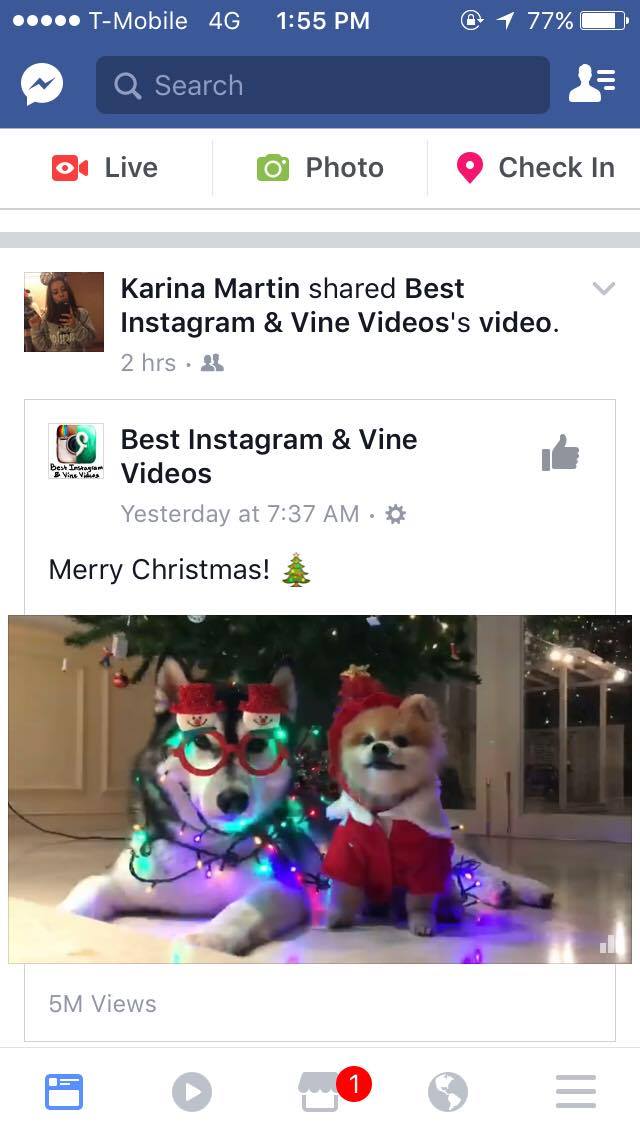 T-Mobile 4G 1:55 PM 77%
Search
Live Photo Check In
Karina Martin shared Best
Instagram & Vine Videos's video.
2 hrs ·
Best Instagram & Vine
Videos
Best Instagram
& Vine Videos
Yesterday at 7:37 AM ·
Merry Christmas! 🎄
5M Views
1